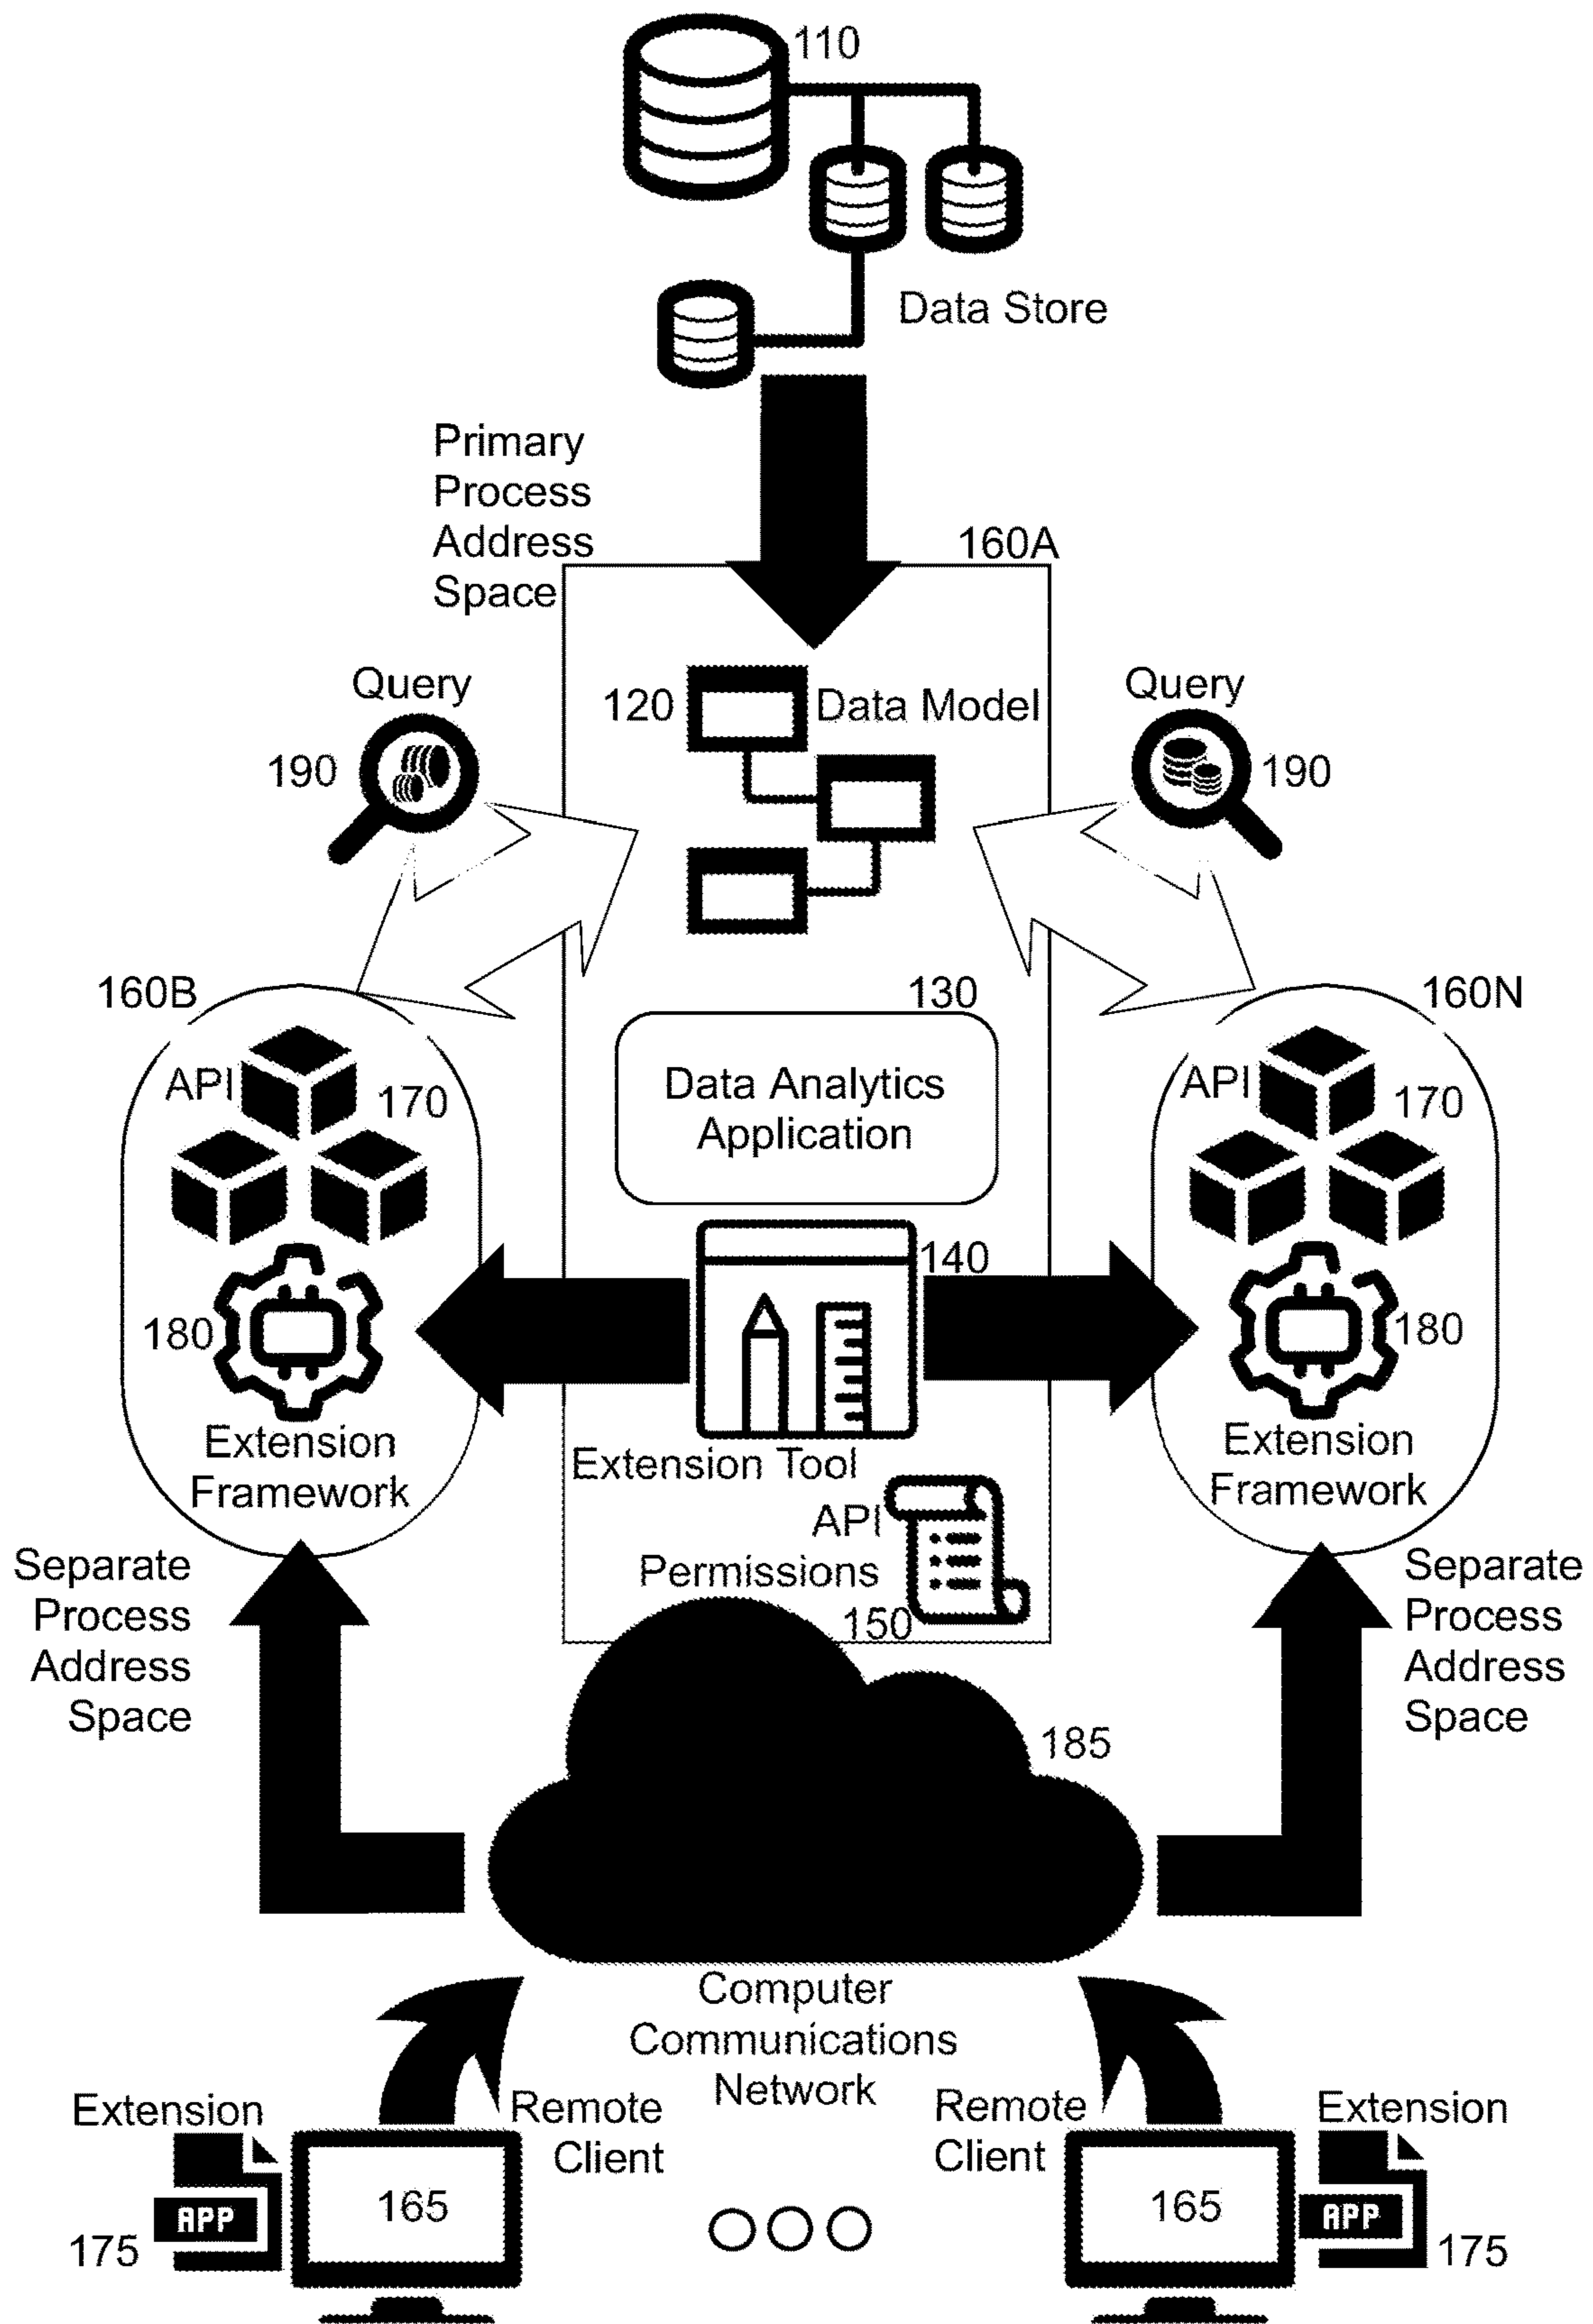 110
Data Store
Primary
Process
Address
Space
160A
Query
190
120
Data Model
Query
190
160B
130
160N
API
170
Data Analytics
Application
API
170
180
140
180
Extension
Framework
Extension Tool
Extension
Framework
API
Permissions
150
Separate
Process
Address
Space
Separate
Process
Address
Space
185
Computer
Communications
Network
Extension
Remote
Client
Remote
Client
Extension
APP
165
175
165
APP
175